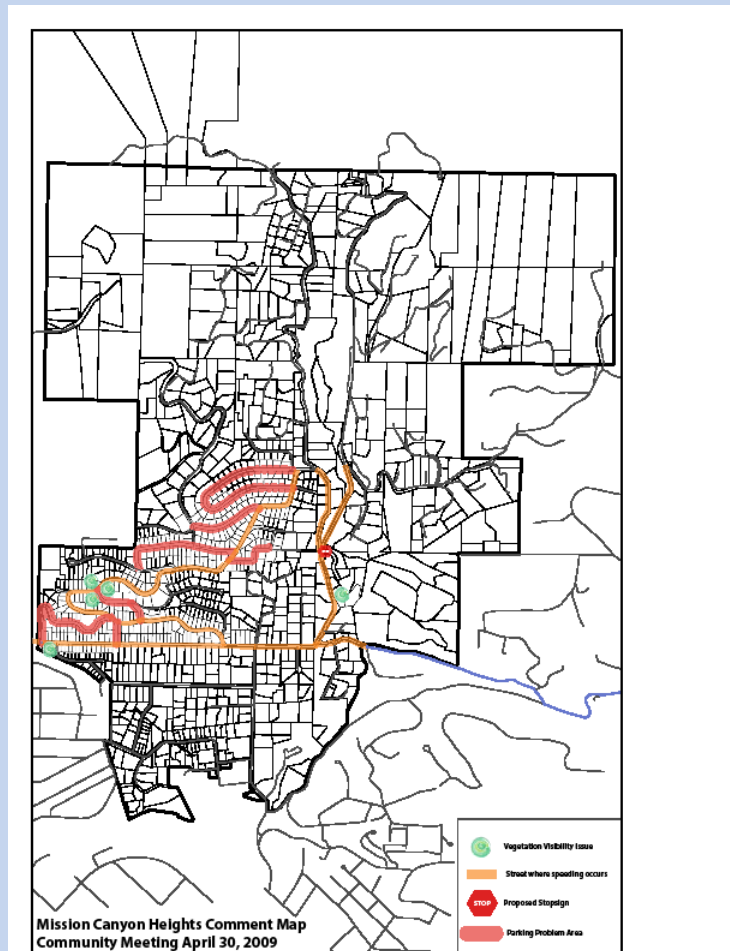 Vegetation Visibility Issue
Street where speeding occurs
STOP
Proposed Stopsign
Parking Problem Area
Mission Canyon Heights Comment Map
Community Meeting April 30, 2009